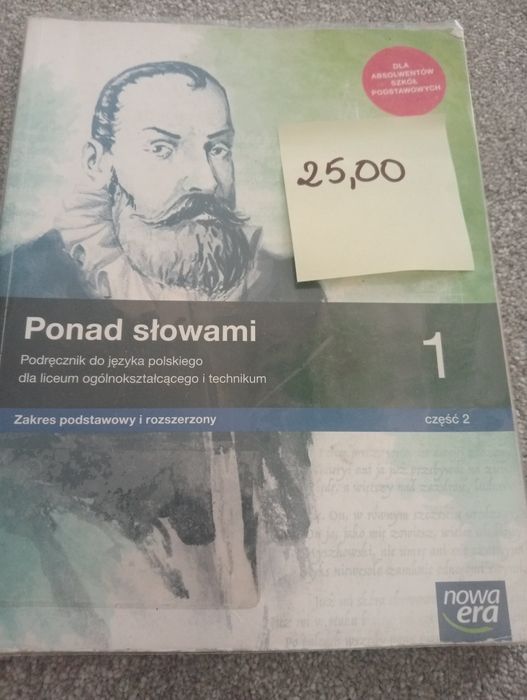 DLA
ABSOLWENTÓW
SZKÓŁ
PODSTAWOWYCH
25,00
Ponad słowami
1
Podręcznik do języka polskiego
dla liceum ogólnokształcącego i technikum
Zakres podstawowy i rozszerzony
część 2
nowa
era